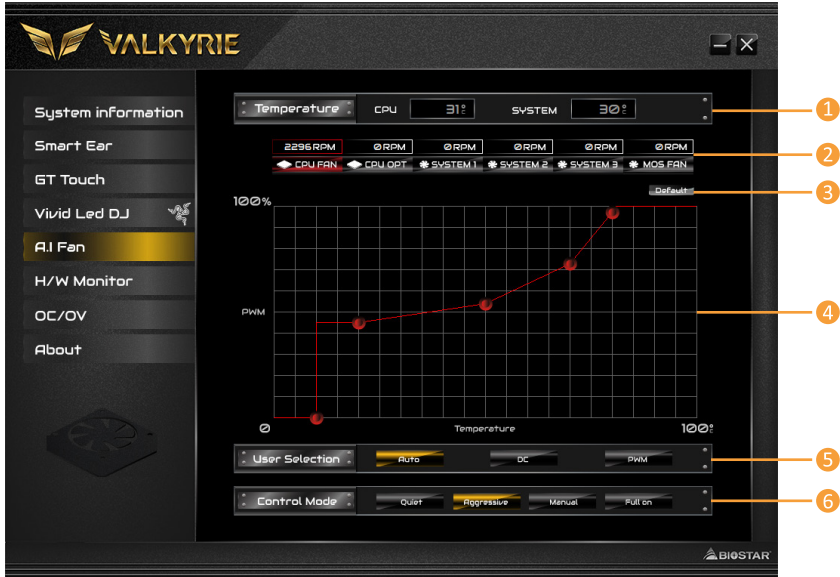 VALKYRIE
System information
Smart Ear
GT Touch
Vivid Led DJ
A.I Fan
H/W Monitor
OC/OV
About
Temperature CPU 31°C SYSTEM 30°C
1
2296RPM 0RPM 0RPM 0RPM 0RPM 0RPM
CPU FAN CPU OPT SYSTEM 1 SYSTEM 2 SYSTEM 3 MOS FAN
2
Default
3
100%
PWM
4
0 Temperature 100°C
User Selection Auto DC PWM
5
Control Mode Quiet Aggressive Manual Full on
6
BIOSTAR